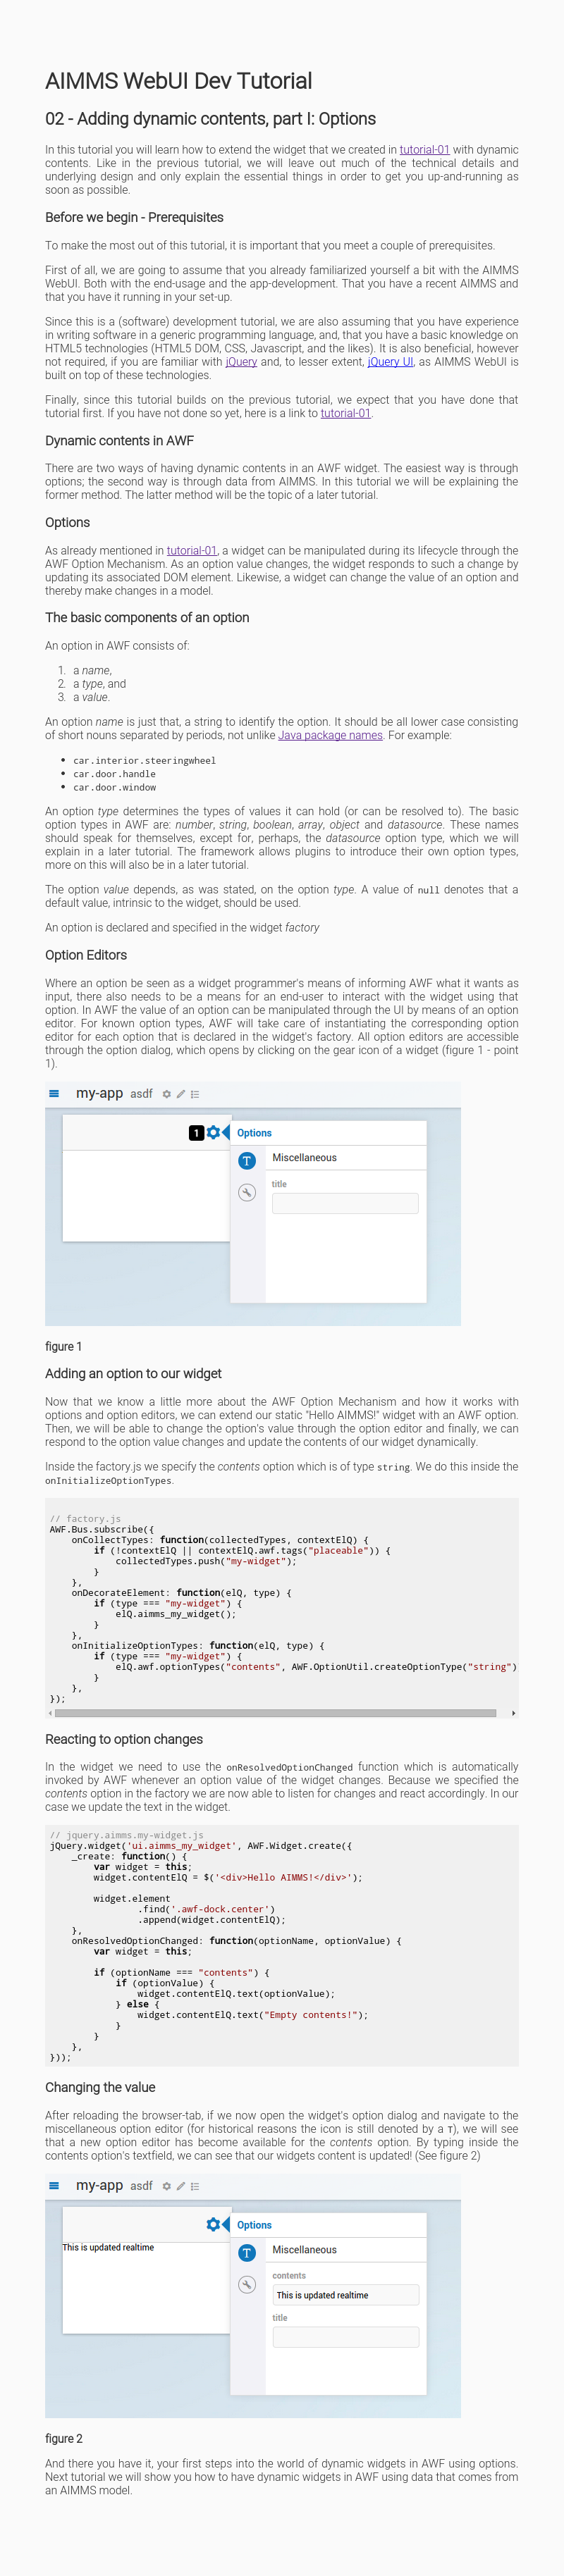 AIMMS WebUI Dev Tutorial
02 - Adding dynamic contents, part I: Options
In this tutorial you will learn how to extend the widget that we created in tutorial-01 with dynamic
contents. Like in the previous tutorial, we will leave out much of the technical details and
underlying design and only explain the essential things in order to get you up-and-running as
soon as possible.
Before we begin - Prerequisites
To make the most out of this tutorial, it is important that you meet a couple of prerequisites.
First of all, we are going to assume that you already familiarized yourself a bit with the AIMMS
WebUI. Both with the end-usage and the app-development. That you have a recent AIMMS and
that you have it running in your set-up.
Since this is a (software) development tutorial, we are also assuming that you have experience
in writing software in a generic programming language, and, that you have a basic knowledge on
HTML5 technologies (HTML5 DOM, CSS, Javascript, and the likes). It is also beneficial, however
not required, if you are familiar with jQuery and, to lesser extent, jQuery UI, as AIMMS WebUI is
built on top of these technologies.
Finally, since this tutorial builds on the previous tutorial, we expect that you have done that
tutorial first. If you have not done so yet, here is a link to tutorial-01.
Dynamic contents in AWF
There are two ways of having dynamic contents in an AWF widget. The easiest way is through
options; the second way is through data from AIMMS. In this tutorial we will be explaining the
former method. The latter method will be the topic of a later tutorial.
Options
As already mentioned in tutorial-01, a widget can be manipulated during its lifecycle through the
AWF Option Mechanism. As an option value changes, the widget responds to such a change by
updating its associated DOM element. Likewise, a widget can change the value of an option and
thereby make changes in a model.
The basic components of an option
An option in AWF consists of:
1. a name,
2. a type, and
3. a value.
An option name is just that, a string to identify the option. It should be all lower case consisting
of short nouns separated by periods, not unlike Java package names. For example:
• car.interior.steeringwheel
• car.door.handle
• car.door.window
An option type determines the types of values it can hold (or can be resolved to). The basic
option types in AWF are: number, string, boolean, array, object and datasource. These names
should speak for themselves, except for, perhaps, the datasource option type, which we will
explain in a later tutorial. The framework allows plugins to introduce their own option types,
more on this will also be in a later tutorial.
The option value depends, as was stated, on the option type. A value of null denotes that a
default value, intrinsic to the widget, should be used.
An option is declared and specified in the widget factory
Option Editors
Where an option be seen as a widget programmer's means of informing AWF what it wants as
input, there also needs to be a means for an end-user to interact with the widget using that
option. In AWF the value of an option can be manipulated through the UI by means of an option
editor. For known option types, AWF will take care of instantiating the corresponding option
editor for each option that is declared in the widget's factory. All option editors are accessible
through the option dialog, which opens by clicking on the gear icon of a widget (figure 1 - point
1).
my-app asdf
1
Options
T
Miscellaneous
title
figure 1
Adding an option to our widget
Now that we know a little more about the AWF Option Mechanism and how it works with
options and option editors, we can extend our static "Hello AIMMS!" widget with an AWF option.
Then, we will be able to change the option's value through the option editor and finally, we can
respond to the option value changes and update the contents of our widget dynamically.
Inside the factory.js we specify the contents option which is of type string. We do this inside the
onInitializeOptionTypes.
// factory.js
AWF.Bus.subscribe({
    onCollectTypes: function(collectedTypes, contextElQ) {
        if (!contextElQ || contextElQ.awf.tags("placeable")) {
            collectedTypes.push("my-widget");
        }
    },
    onDecorateElement: function(elQ, type) {
        if (type === "my-widget") {
            elQ.aimms_my_widget();
        }
    },
    onInitializeOptionTypes: function(elQ, type) {
        if (type === "my-widget") {
            elQ.awf.optionTypes("contents", AWF.OptionUtil.createOptionType("string")
        }
    },
});
Reacting to option changes
In the widget we need to use the onResolvedOptionChanged function which is automatically
invoked by AWF whenever an option value of the widget changes. Because we specified the
contents option in the factory we are now able to listen for changes and react accordingly. In our
case we update the text in the widget.
// jquery.aimms.my-widget.js
jQuery.widget('ui.aimms_my_widget', AWF.Widget.create({
    _create: function() {
        var widget = this;
        widget.contentElQ = $('<div>Hello AIMMS!</div>');
        widget.element
                .find('.awf-dock.center')
                .append(widget.contentElQ);
    },
    onResolvedOptionChanged: function(optionName, optionValue) {
        var widget = this;
        if (optionName === "contents") {
            if (optionValue) {
                widget.contentElQ.text(optionValue);
            } else {
                widget.contentElQ.text("Empty contents!");
            }
        }
    },
}));
Changing the value
After reloading the browser-tab, if we now open the widget's option dialog and navigate to the
miscellaneous option editor (for historical reasons the icon is still denoted by a T), we will see
that a new option editor has become available for the contents option. By typing inside the
contents option's textfield, we can see that our widgets content is updated! (See figure 2)
my-app asdf
Options
This is updated realtime
T
Miscellaneous
contents
This is updated realtime
title
figure 2
And there you have it, your first steps into the world of dynamic widgets in AWF using options.
Next tutorial we will show you how to have dynamic widgets in AWF using data that comes from
an AIMMS model.